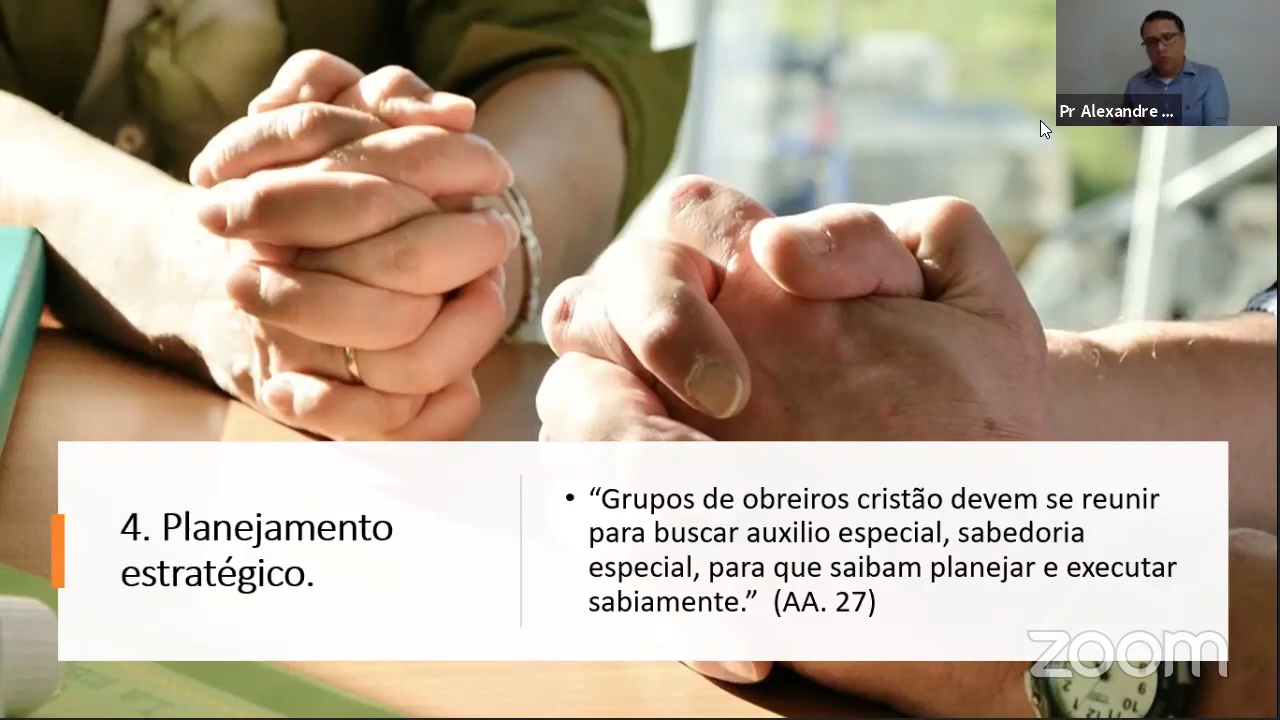 Pr Alexandre ...
4. Planejamento
estratégico.
• “Grupos de obreiros cristão devem se reunir
para buscar auxilio especial, sabedoria
especial, para que saibam planejar e executar
sabiamente.” (AA. 27)
zoom